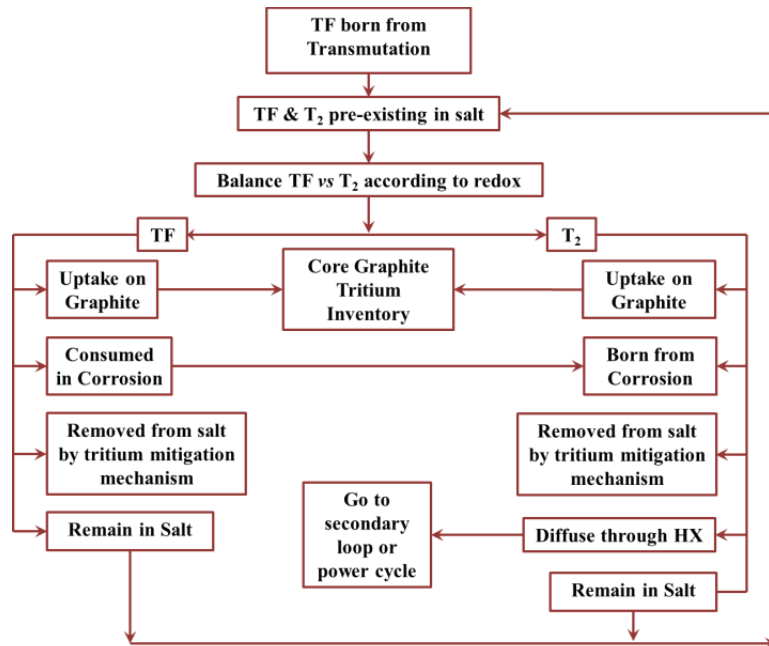 TF born from
Transmutation
TF & T₂ pre-existing in salt
Balance TF vs T₂ according to redox
TF
T₂
Uptake on
Graphite
Core Graphite
Tritium
Inventory
Uptake on
Graphite
Consumed
in Corrosion
Born from
Corrosion
Removed from salt
by tritium mitigation
mechanism
Removed from salt
by tritium mitigation
mechanism
Remain in Salt
Go to
secondary
loop or
power cycle
Diffuse through HX
Remain in Salt